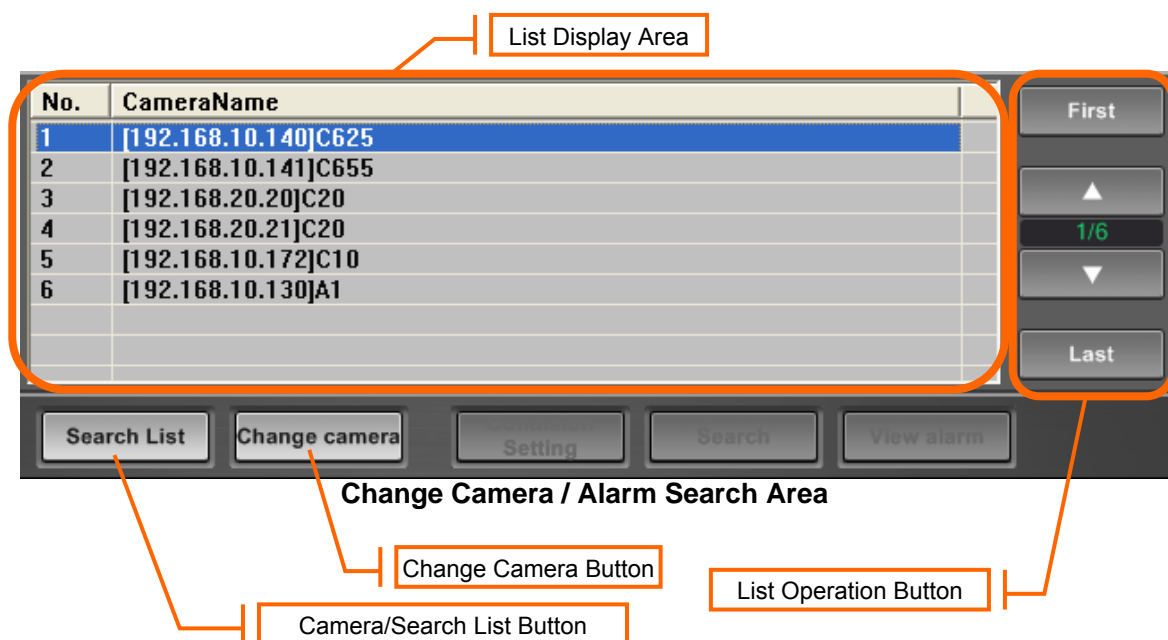 List Display Area
No. CameraName
1 [192.168.10.140]C625
2 [192.168.10.141]C655
3 [192.168.20.20]C20
4 [192.168.20.21]C20
5 [192.168.10.172]C10
6 [192.168.10.130]A1
First
▲
1/6
▼
Last
Search List
Change camera
Condition
Setting
Search
View alarm
Change Camera / Alarm Search Area
Change Camera Button
List Operation Button
Camera/Search List Button